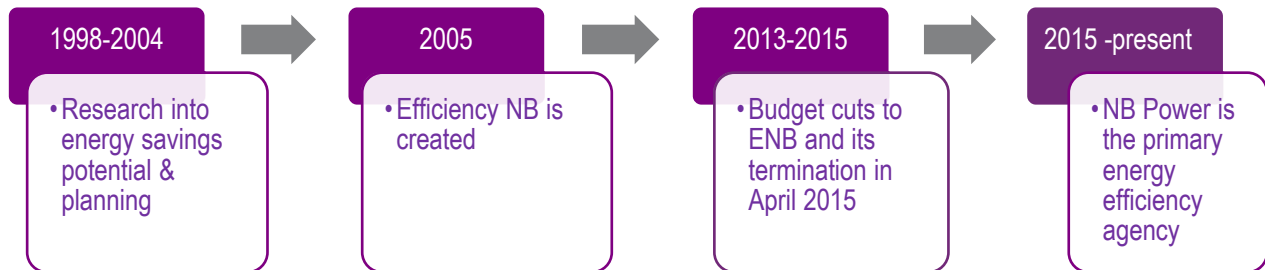 1998-2004
• Research into
energy savings
potential &
planning
2005
• Efficiency NB is
created
2013-2015
• Budget cuts to
ENB and its
termination in
April 2015
2015 -present
• NB Power is
the primary
energy
efficiency
agency